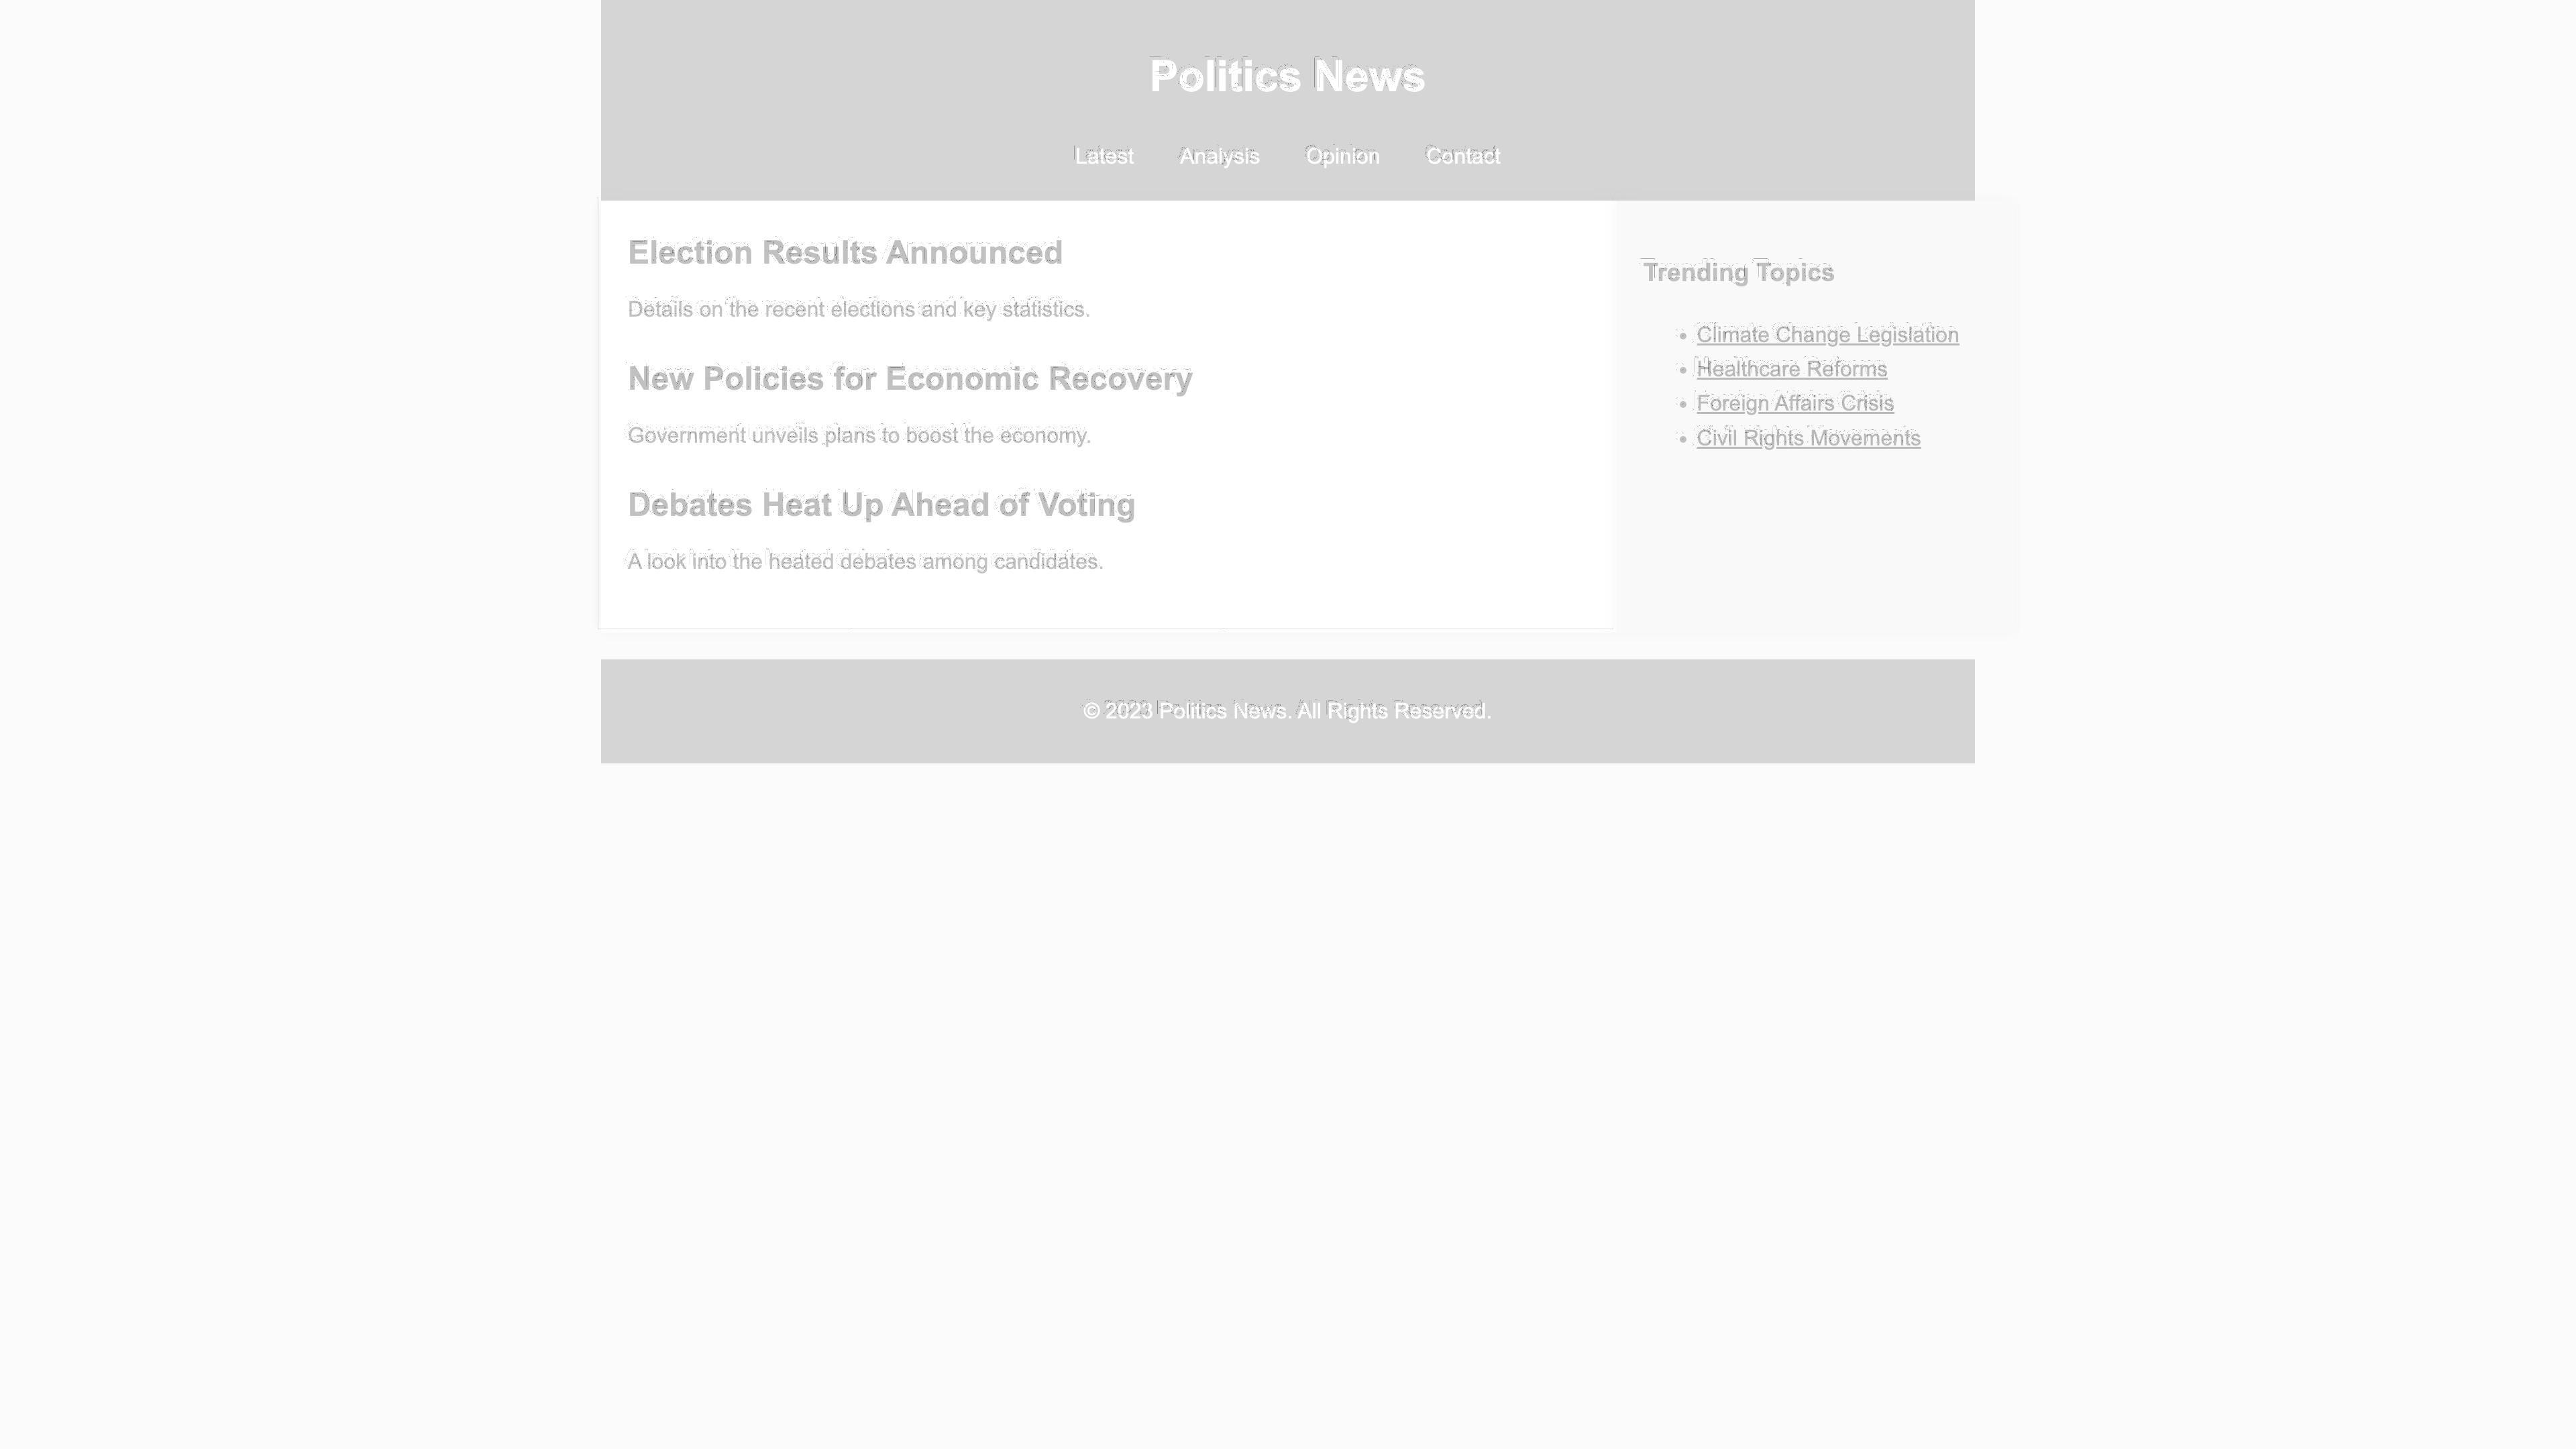 Politics News
Latest Analysis Opinion Contact
Election Results Announced
Details on the recent elections and key statistics.
New Policies for Economic Recovery
Government unveils plans to boost the economy.
Debates Heat Up Ahead of Voting
A look into the heated debates among candidates.
Trending Topics
• Climate Change Legislation
• Healthcare Reforms
• Foreign Affairs Crisis
• Civil Rights Movements
© 2023 Politics News. All Rights Reserved.